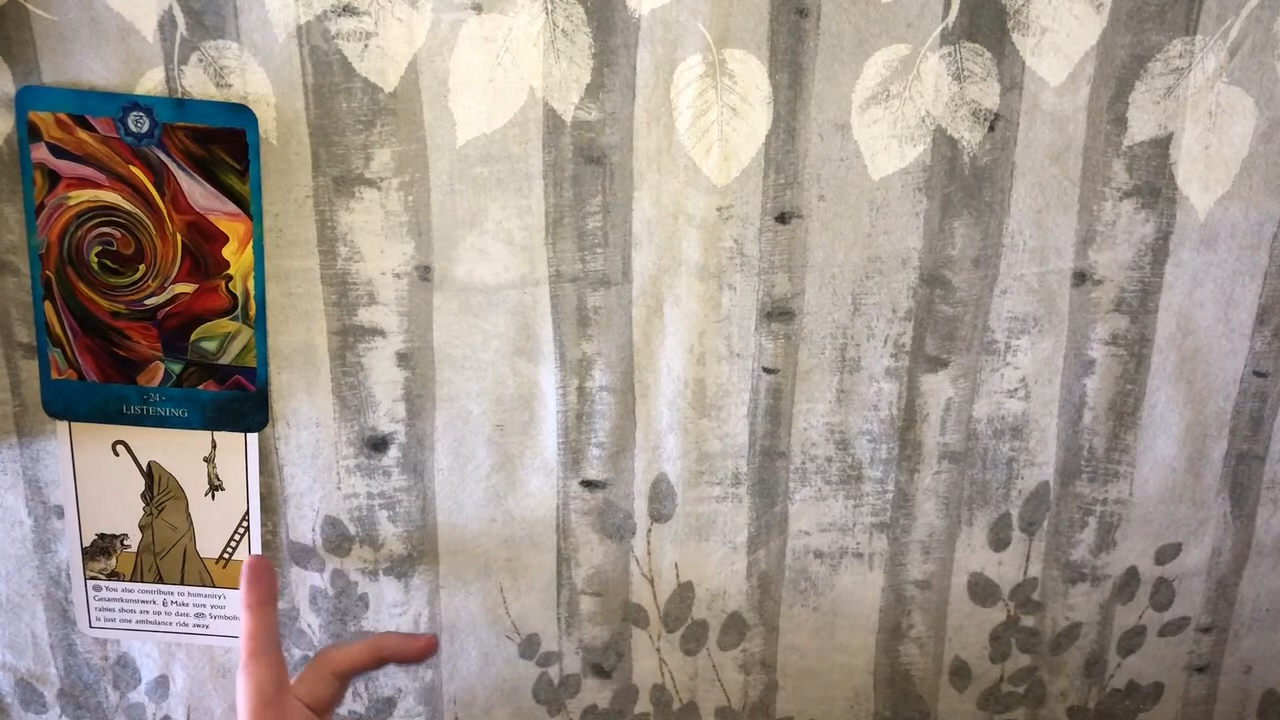 · 24 ·
LISTENING
You also contribute to humanity's
Gesamtkunstwerk. Make sure your
rabies shots are up to date.
is just one ambulance ride away.